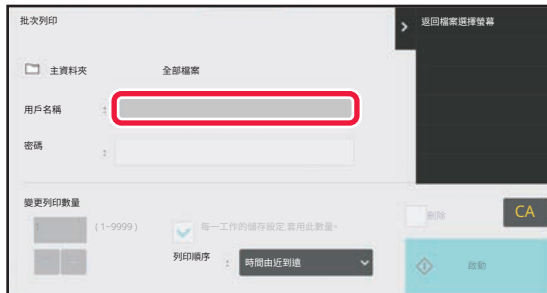 批次列印
返回檔案選擇螢幕
主資料夾 全部檔案
用戶名稱 :
密碼 :
變更列印數量
1 (1~9999) 每一工作的儲存設定,套用此數量。
刪除 CA
列印順序 : 時間由近到遠
啟動